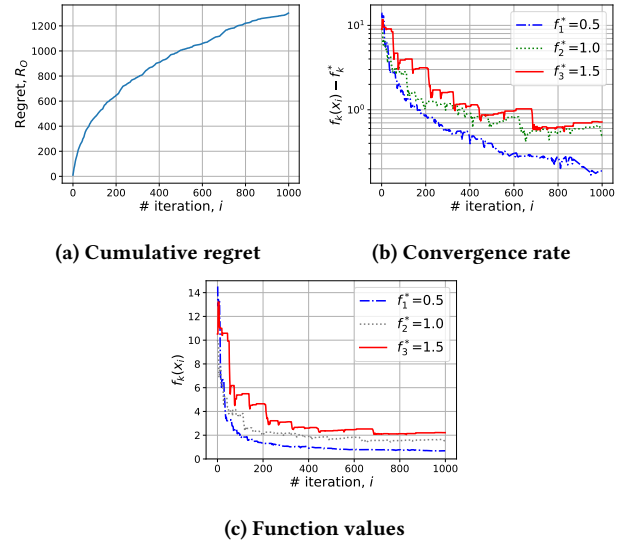 1200
1000
800
600
400
200
0
Regret, R_O
0 200 400 600 800 1000
# iteration, i
(a) Cumulative regret
10^1
10^0
f_k(x_i) − f_k^*
f_1^*=0.5
f_2^*=1.0
f_3^*=1.5
0 200 400 600 800 1000
# iteration, i
(b) Convergence rate
14
12
10
8
6
4
2
0
f_k(x_i)
f_1^*=0.5
f_2^*=1.0
f_3^*=1.5
0 200 400 600 800 1000
# iteration, i
(c) Function values